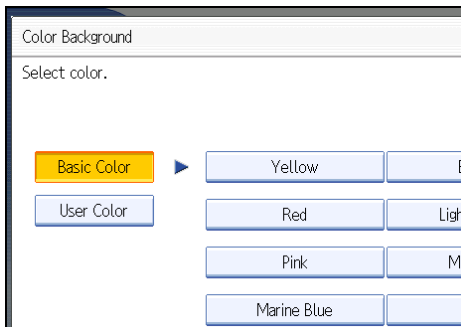 Color Background
Select color.
Basic Color
Yellow
User Color
Red
Pink
Marine Blue